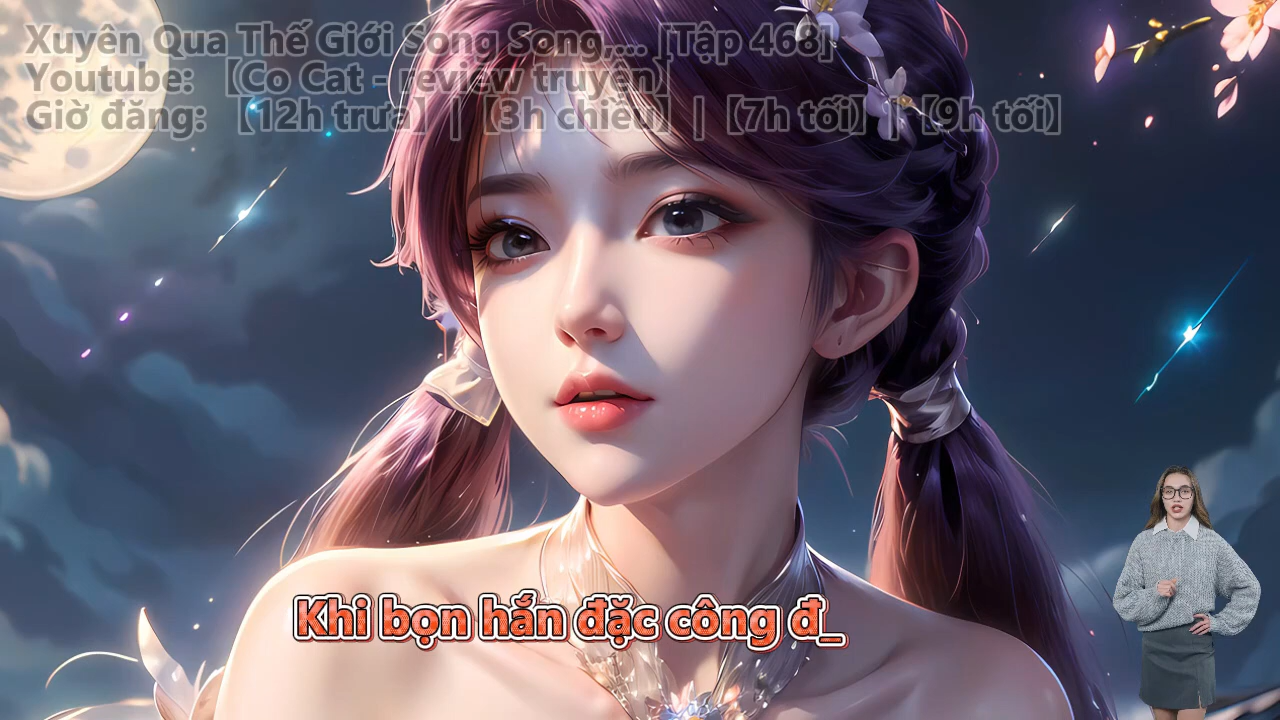 Xuyên Qua Thế Giới Song Song,... [Tập 468]
Youtube: [Cọ Cat - review truyện]
Giờ đăng: [12h trưa] | [3h chiều] | [7h tối] | [9h tối]
Khi bọn hắn đặc công đ_